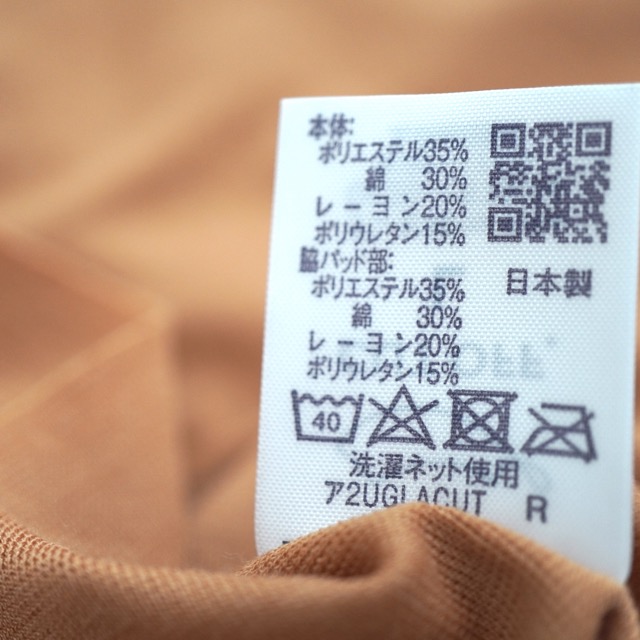 本体:
ポリエステル35%
綿 30%
レーヨン20%
ポリウレタン15%
脇パッド部:
ポリエステル35%
綿 30%
レーヨン20%
ポリウレタン15%
日本製
40
洗濯ネット使用
ア2UGLACUT R